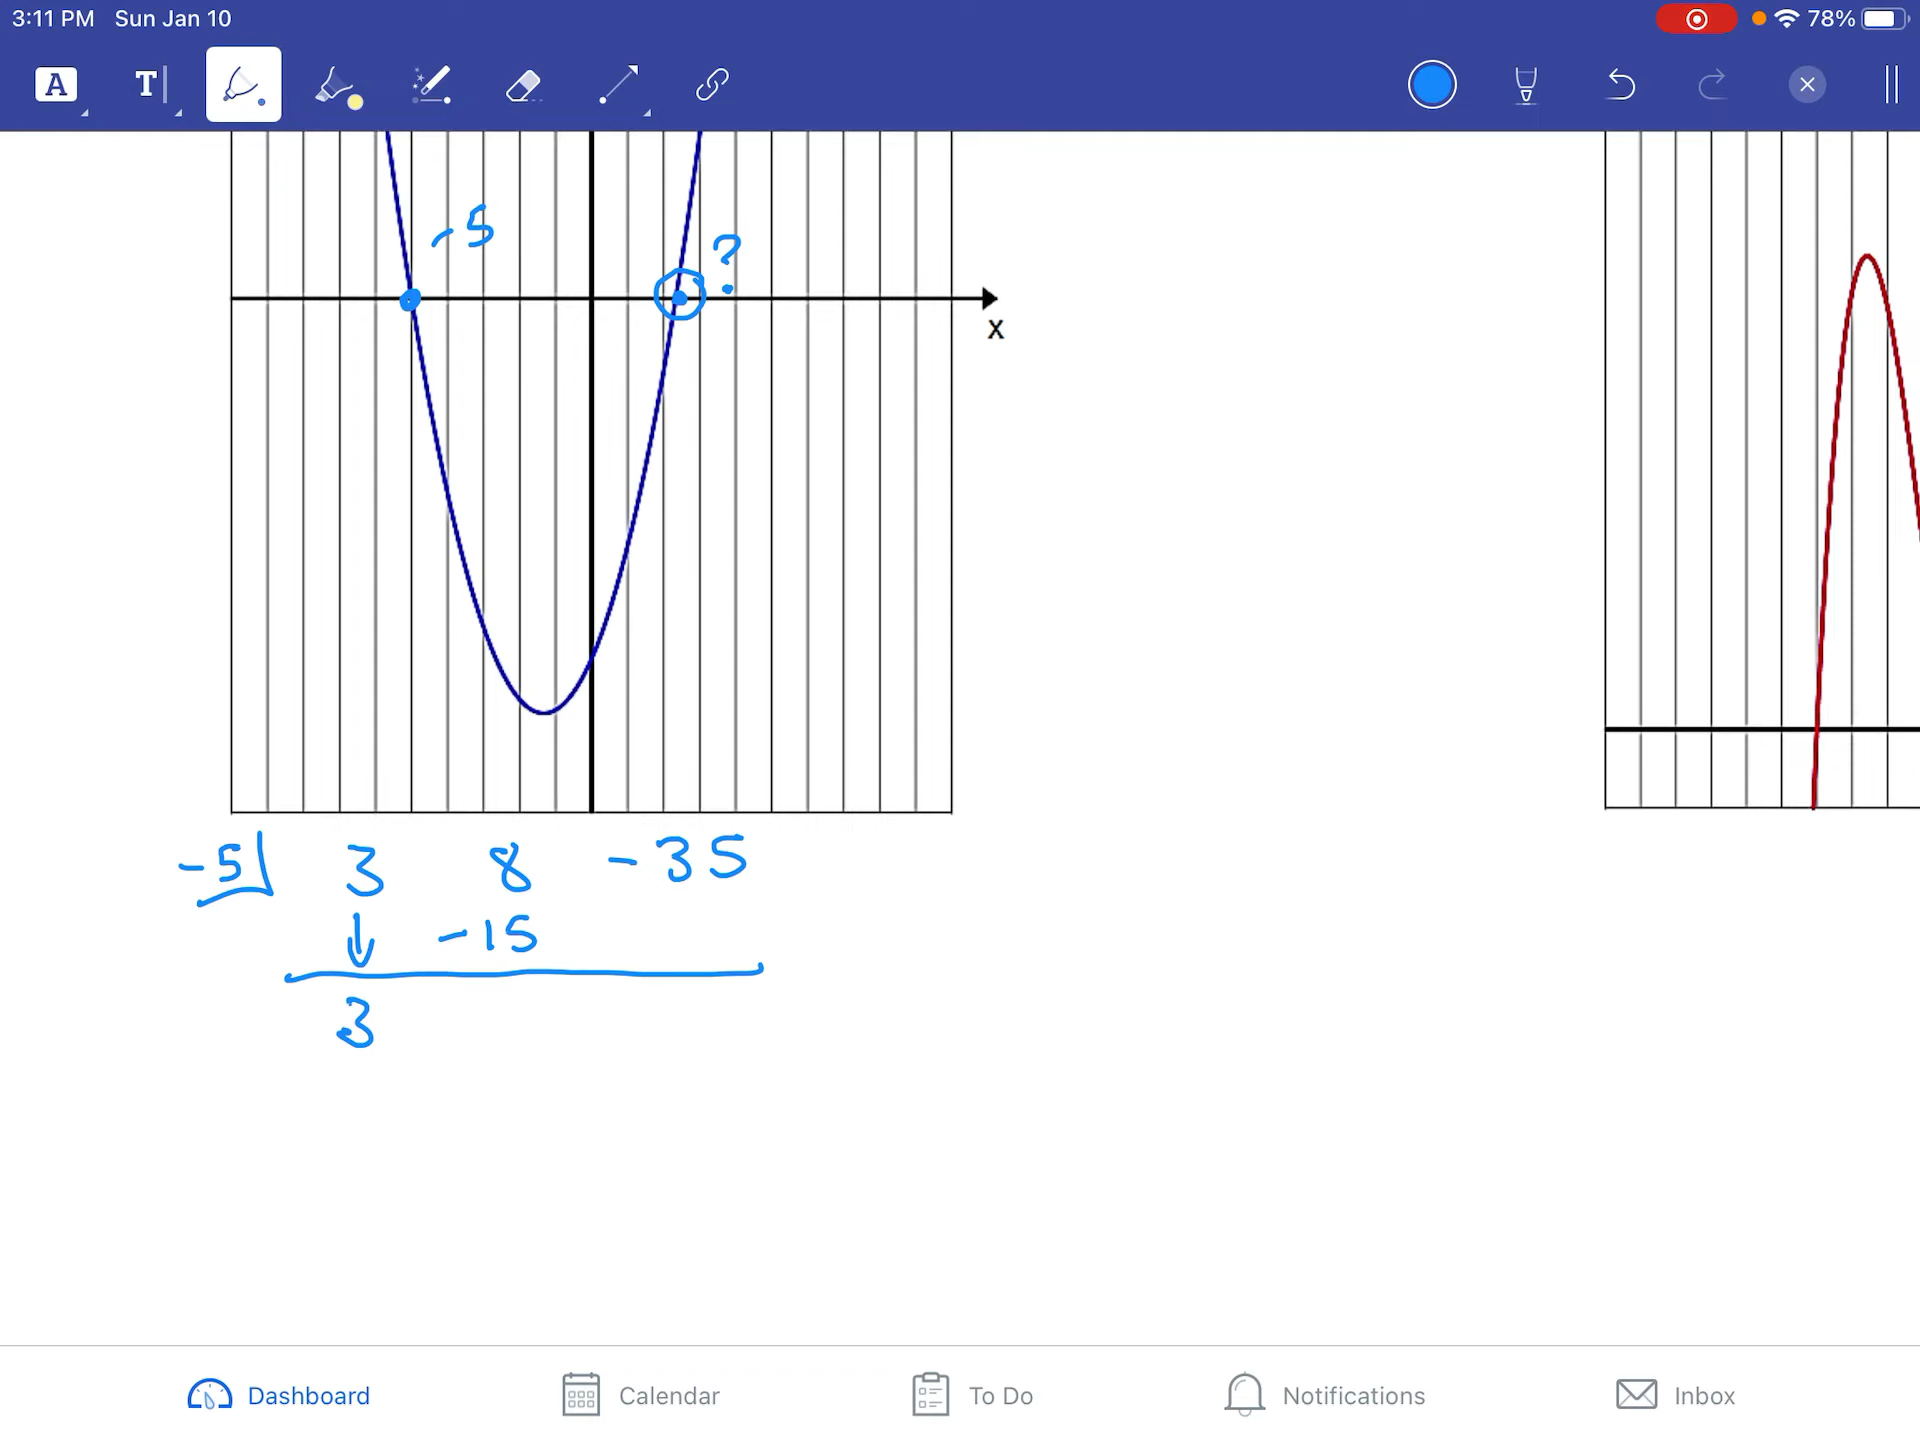 3:11 PM Sun Jan 10
78%
A
T
-5
?
X
-5 3 8 -35
-15
3
Dashboard
Calendar
To Do
Notifications
Inbox